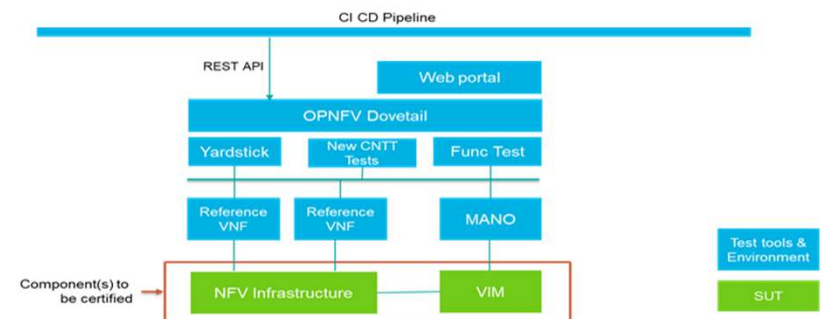 CI CD Pipeline
REST API
Web portal
OPNFV Dovetail
Yardstick
New CNTT
Tests
Func Test
Reference
VNF
Reference
VNF
MANO
Test tools &
Environment
Component(s) to
be certified
NFV Infrastructure
VIM
SUT